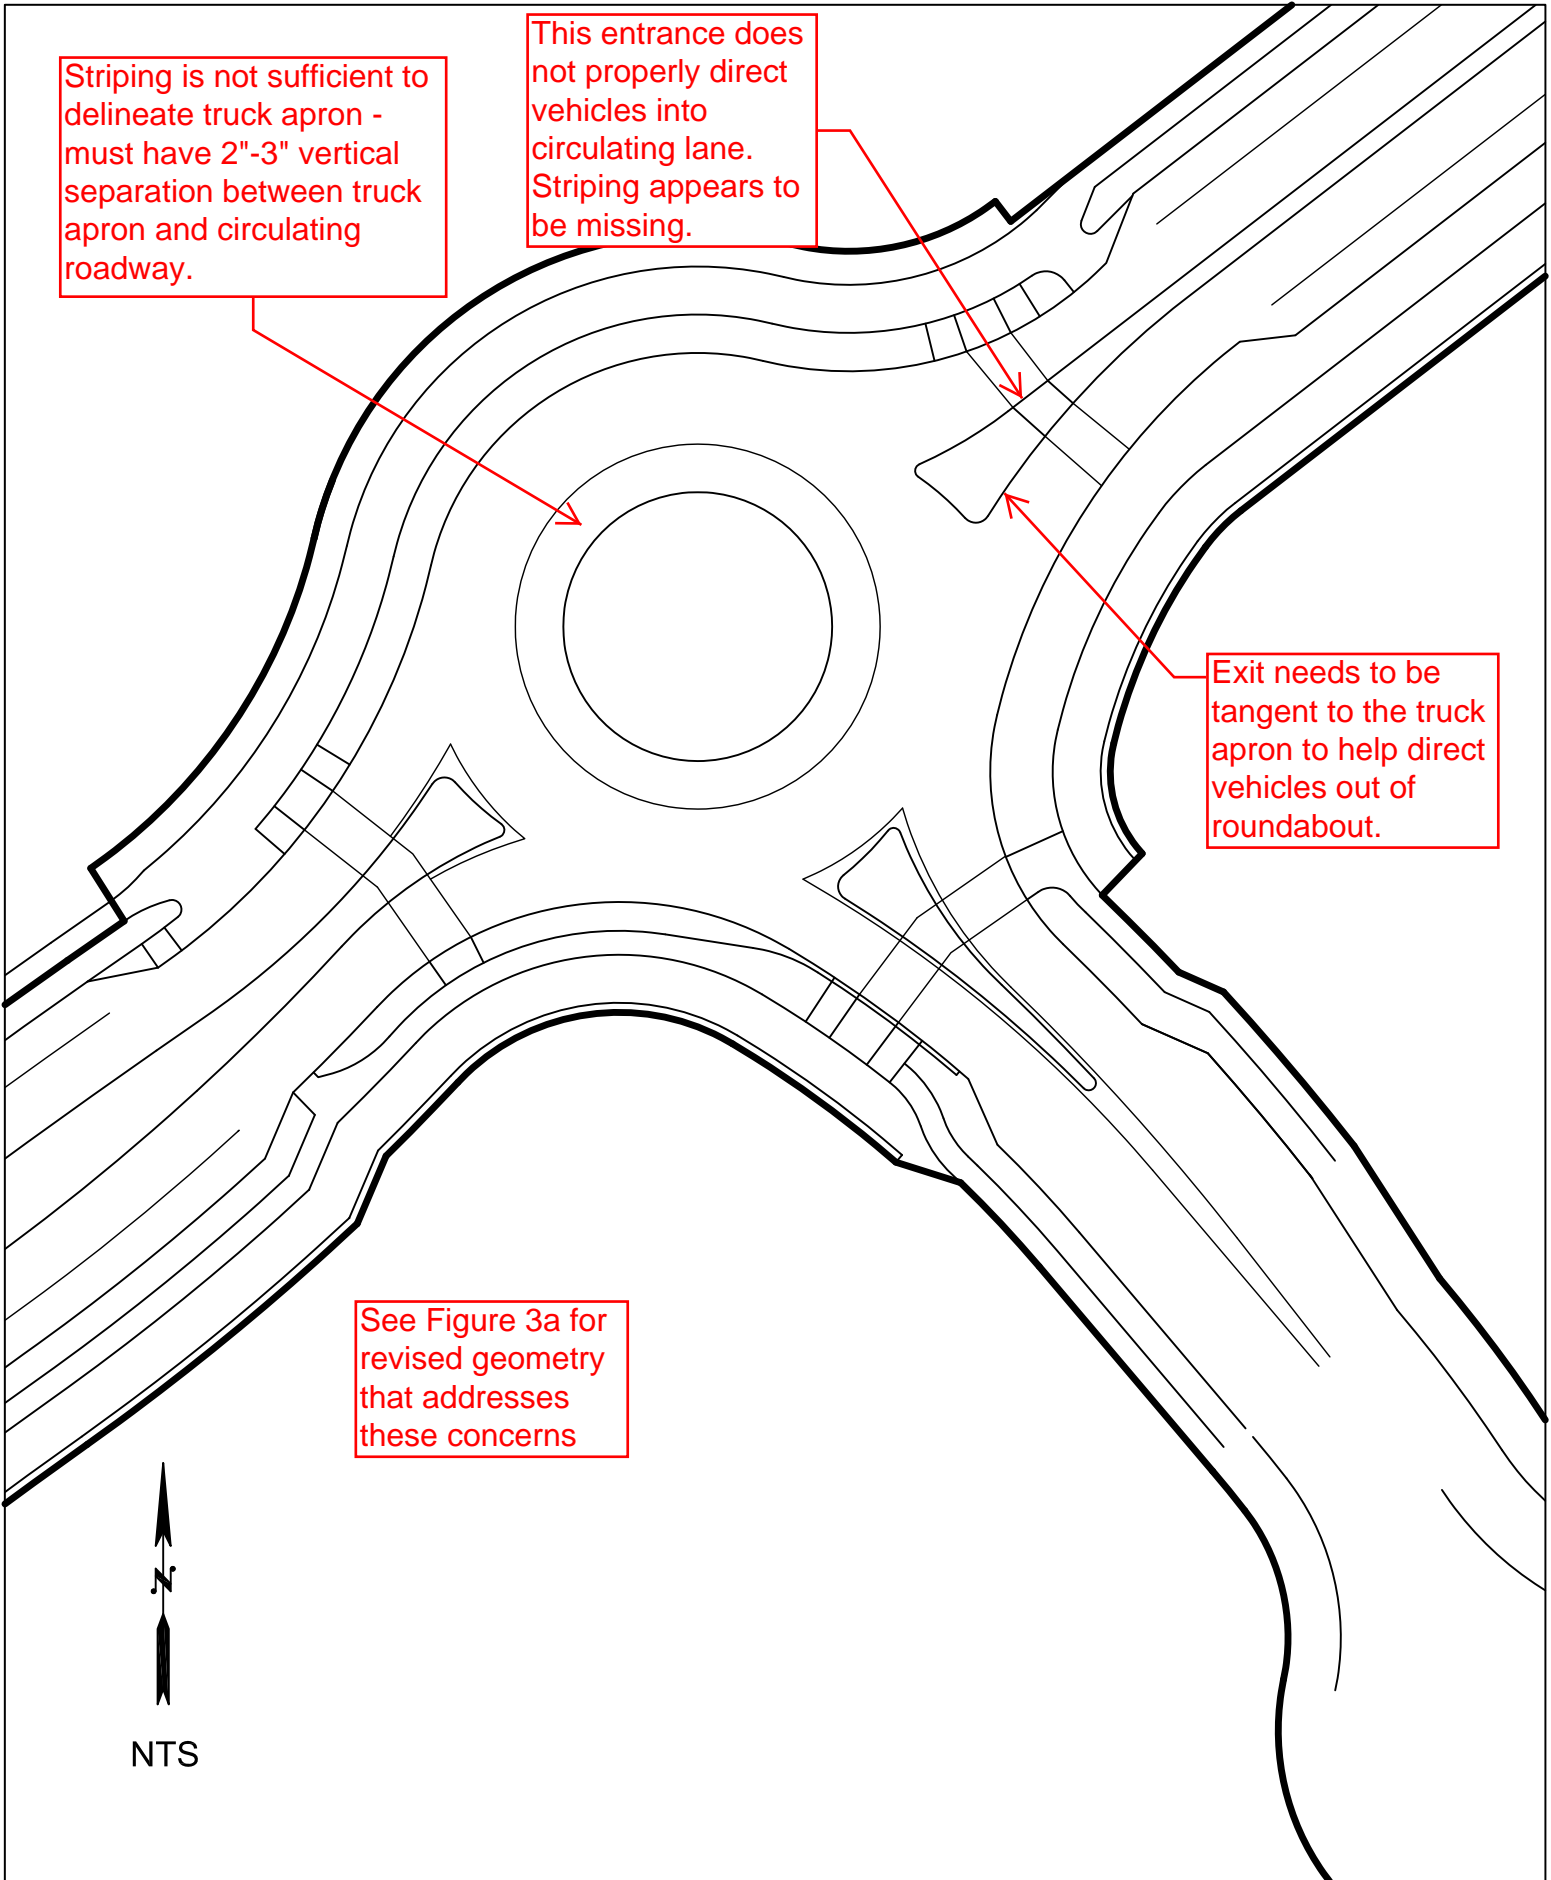 Striping is not sufficient to
delineate truck apron -
must have 2"-3" vertical
separation between truck
apron and circulating
roadway.
This entrance does
not properly direct
vehicles into
circulating lane.
Striping appears to
be missing.
Exit needs to be
tangent to the truck
apron to help direct
vehicles out of
roundabout.
See Figure 3a for
revised geometry
that addresses
these concerns
N
NTS